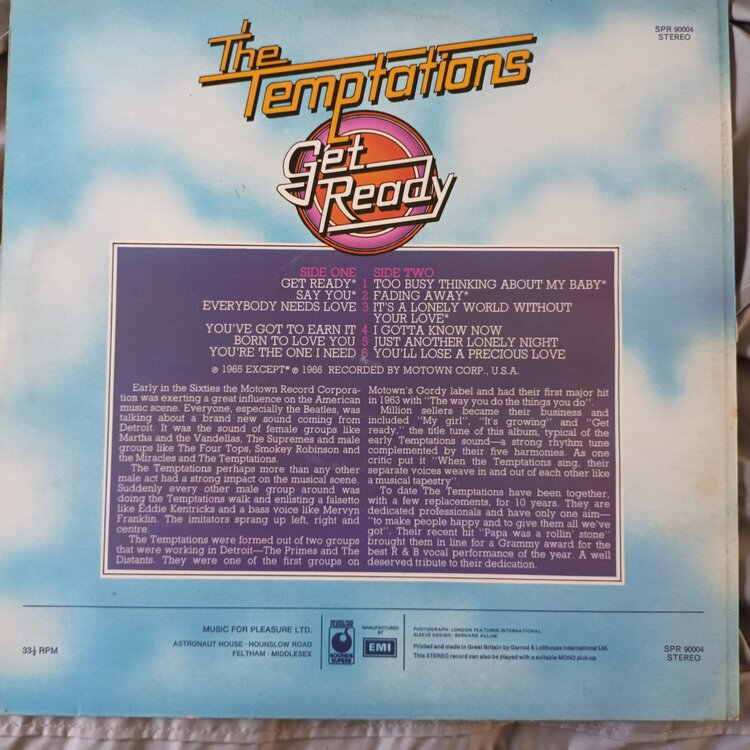 The
Temptations
SPR 90004
STEREO
Get
Ready
SIDE ONE
GET READY* 1
SAY YOU* 2
EVERYBODY NEEDS LOVE 3
YOU'VE GOT TO EARN IT 4
BORN TO LOVE YOU 5
YOU'RE THE ONE I NEED 6
SIDE TWO
TOO BUSY THINKING ABOUT MY BABY*
FADING AWAY*
IT'S A LONELY WORLD WITHOUT
YOUR LOVE*
I GOTTA KNOW NOW
JUST ANOTHER LONELY NIGHT
YOU'LL LOSE A PRECIOUS LOVE
℗ 1965 EXCEPT* ℗ 1966 RECORDED BY MOTOWN CORP., U.S.A.
Early in the Sixties the Motown Record Corpora-
tion was exerting a great influence on the American
music scene. Everyone, especially the Beatles, was
talking about a brand new sound coming from
Detroit. It was the sound of female groups like
Martha and the Vandellas, The Supremes and male
groups like The Four Tops, Smokey Robinson and
the Miracles and The Temptations.
The Temptations perhaps more than any other
male act had a strong impact on the musical scene.
Suddenly every other male group around was
doing the Temptations walk and enlisting a falsetto
like Eddie Kentricks and a bass voice like Mervyn
Franklin. The imitators sprang up left, right and
centre.
The Temptations were formed out of two groups
that were working in Detroit—The Primes and The
Distants. They were one of the first groups on
Motown's Gordy label and had their first major hit
in 1963 with "The way you do the things you do".
Million sellers became their business and
included "My girl", "It's growing" and "Get
ready," the title tune of this album, typical of the
early Temptations sound—a strong rhythm tune
complemented by their five harmonies. As one
critic put it "When the Temptations sing, their
separate voices weave in and out of each other like
a musical tapestry".
To date The Temptations have been together,
with a few replacements, for 10 years. They are
dedicated professionals and have only one aim—
"to make people happy and to give them all we've
got". Their recent hit "Papa was a rollin' stone"
brought them in line for a Grammy award for the
best R & B vocal performance of the year. A well
deserved tribute to their dedication.
33⅓ RPM
MUSIC FOR PLEASURE LTD.
ASTRONAUT HOUSE · HOUNSLOW ROAD
FELTHAM · MIDDLESEX
SOUNDS
SUPERB
MANUFACTURED
BY
EMI
PHOTOGRAPH: LONDON FEATURES INTERNATIONAL
SLEEVE DESIGN: BERNARD ALLUM
Printed and made in Great Britain by Garrod & Lofthouse International Ltd.
This STEREO record can also be played with a suitable MONO pick-up
SPR 90004
STEREO